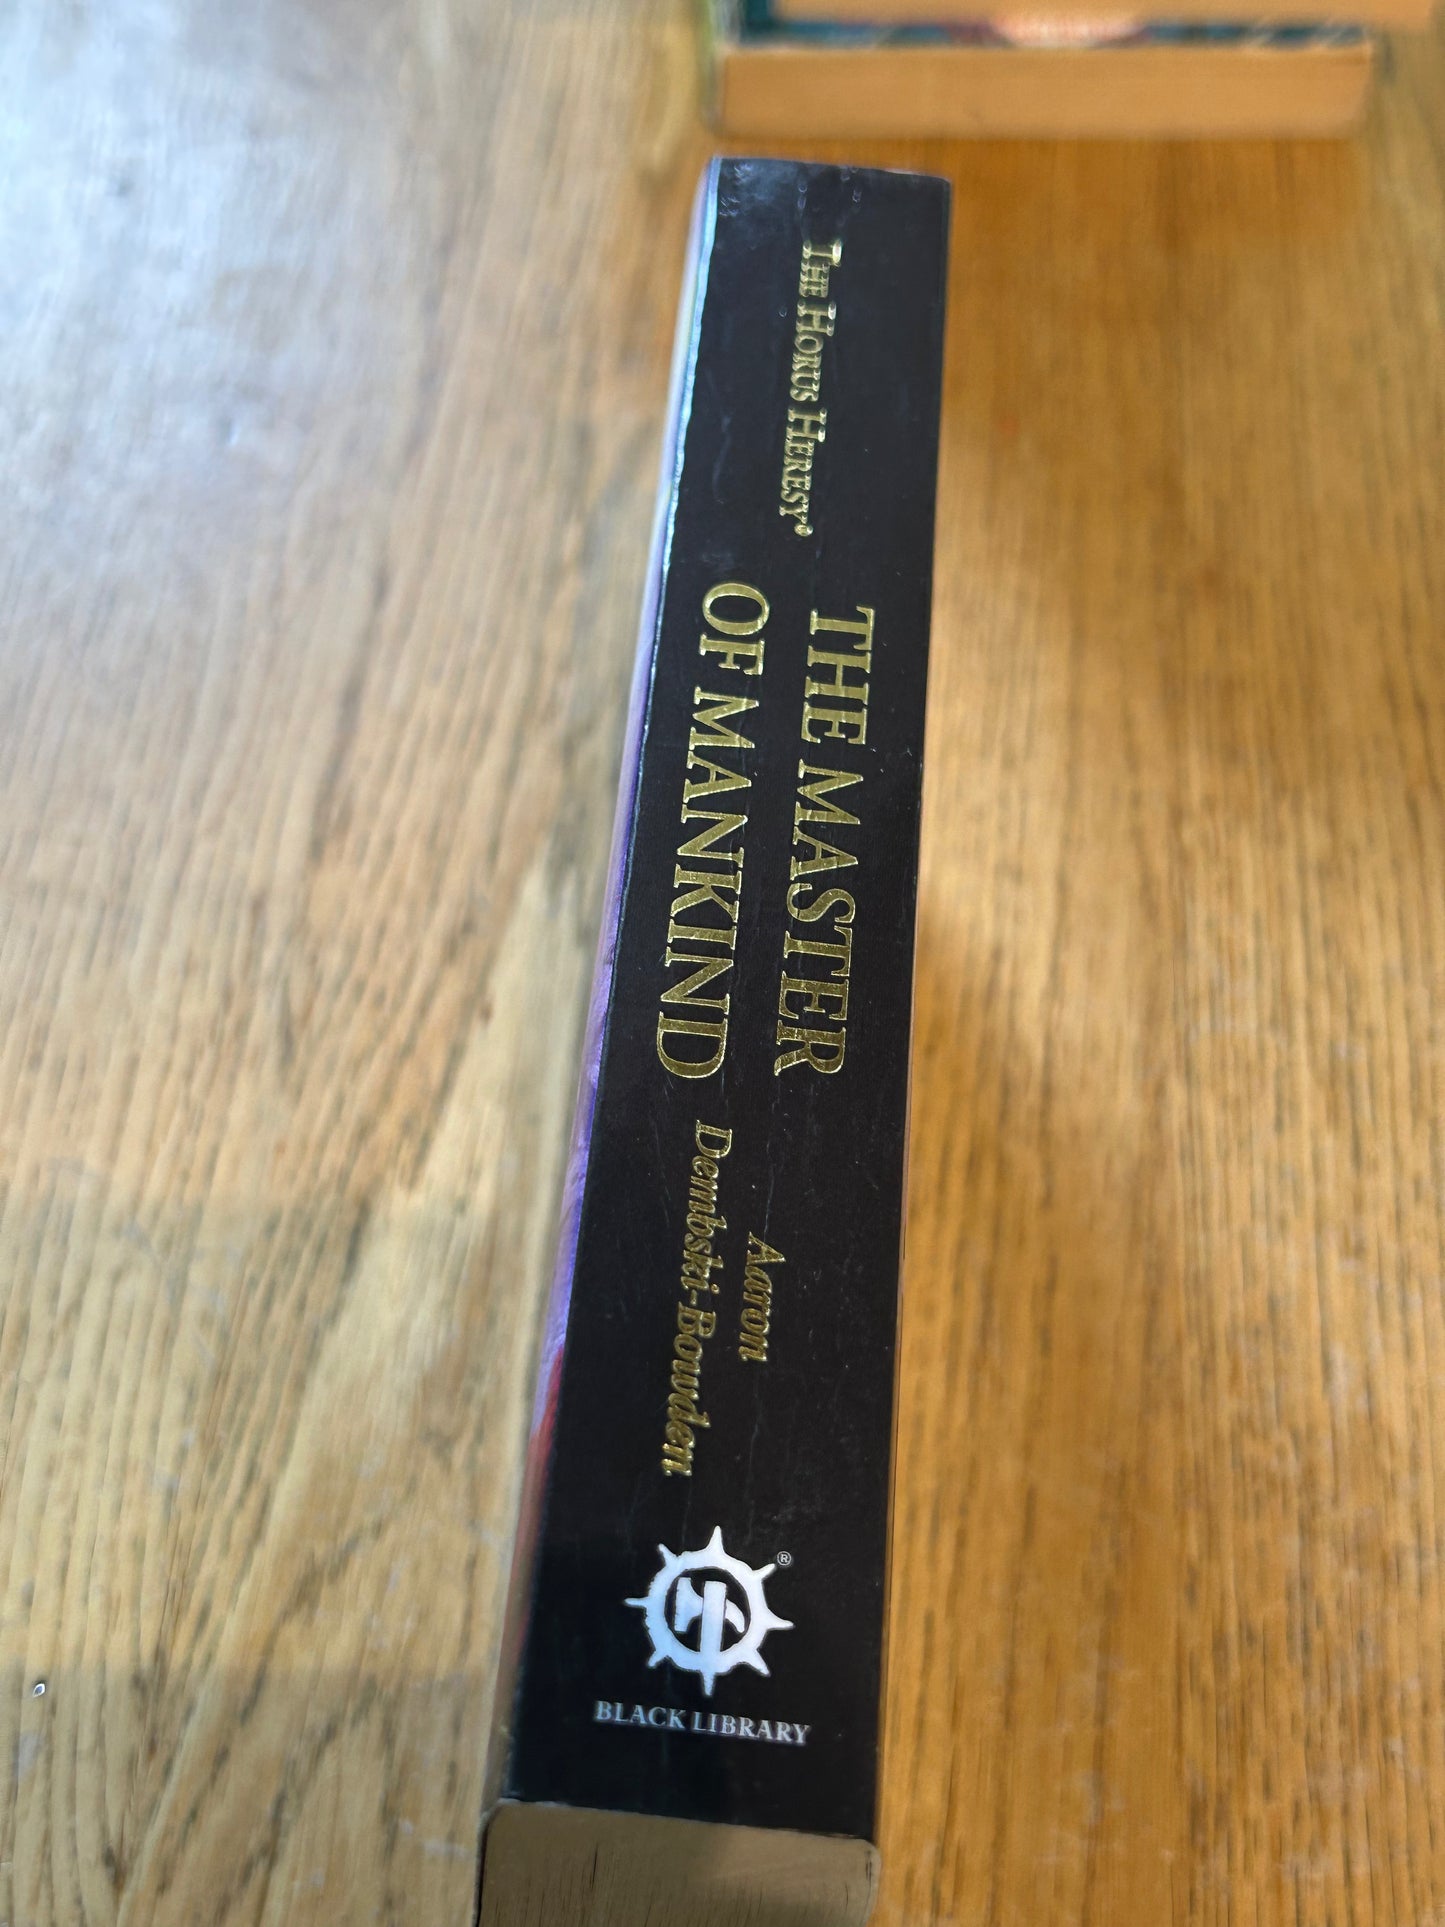 THE HORUS HERESY®
THE MASTER
OF MANKIND
Aaron
Dembski-Bowden
®
BLACK LIBRARY